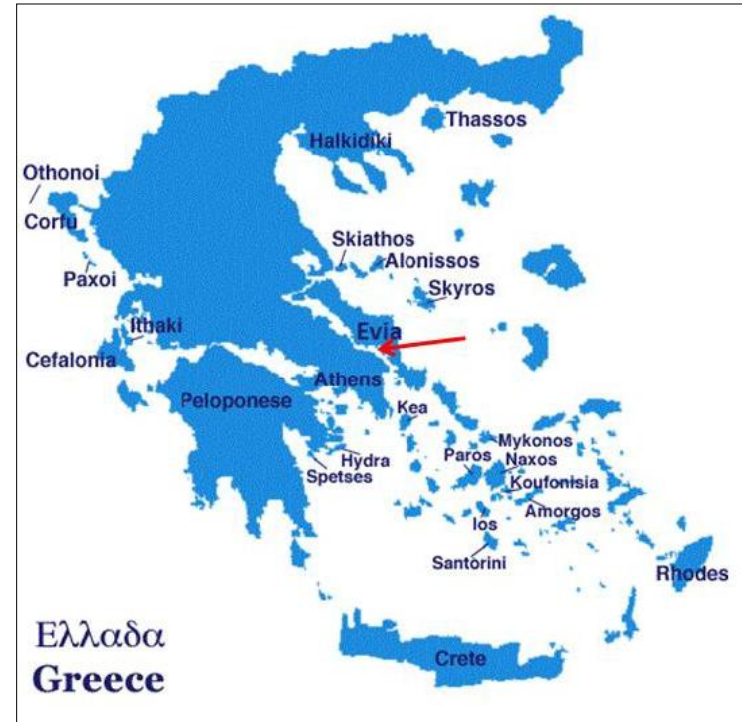 Thassos
Halkidiki
Othonoi
Corfu
Skiathos
Alonissos
Paxoi
Skyros
Ithaki
Evia
Cefalonia
Athens
Peloponese
Kea
Mykonos
Paros
Naxos
Hydra
Spetses
Koufonisia
Amorgos
Ios
Santorini
Rhodes
Ελλαδα
Crete
Greece